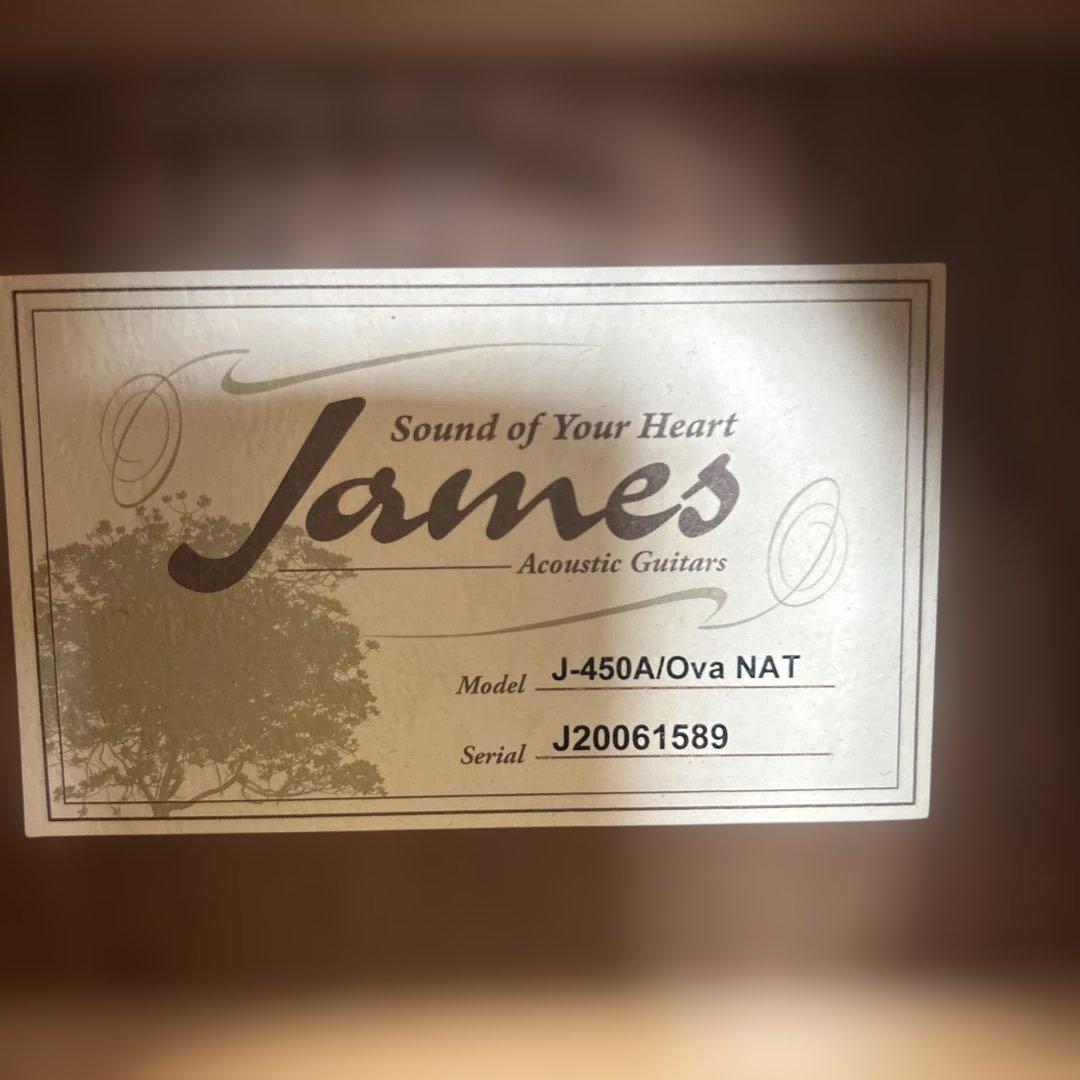 Sound of Your Heart
James
Acoustic Guitars
Model J-450A/Ova NAT
Serial J20061589